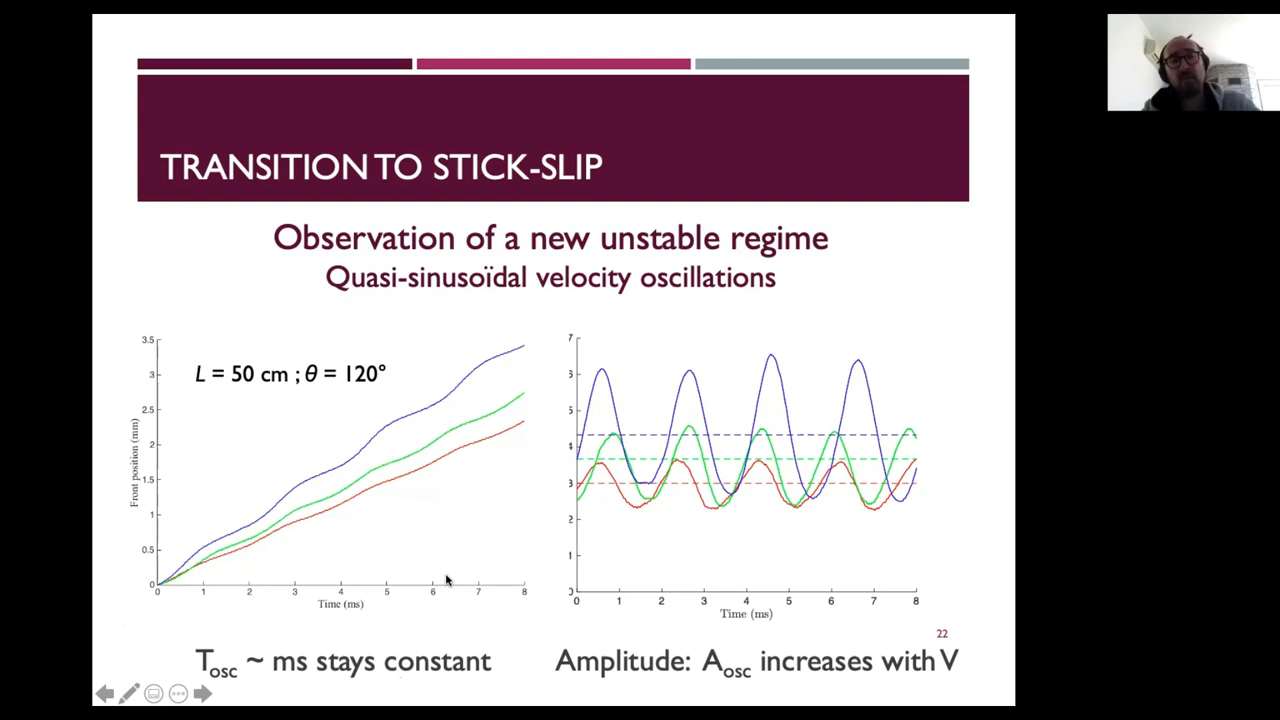 TRANSITION TO STICK-SLIP
Observation of a new unstable regime
Quasi-sinusoïdal velocity oscillations
L = 50 cm ; θ = 120°
3.5
3
2.5
2
1.5
1
0.5
0
Front position (mm)
0 1 2 3 4 5 6 7 8
Time (ms)
7
6
5
4
3
2
1
0
0 1 2 3 4 5 6 7 8
Time (ms)
22
Tosc ~ ms stays constant
Amplitude: Aosc increases with V